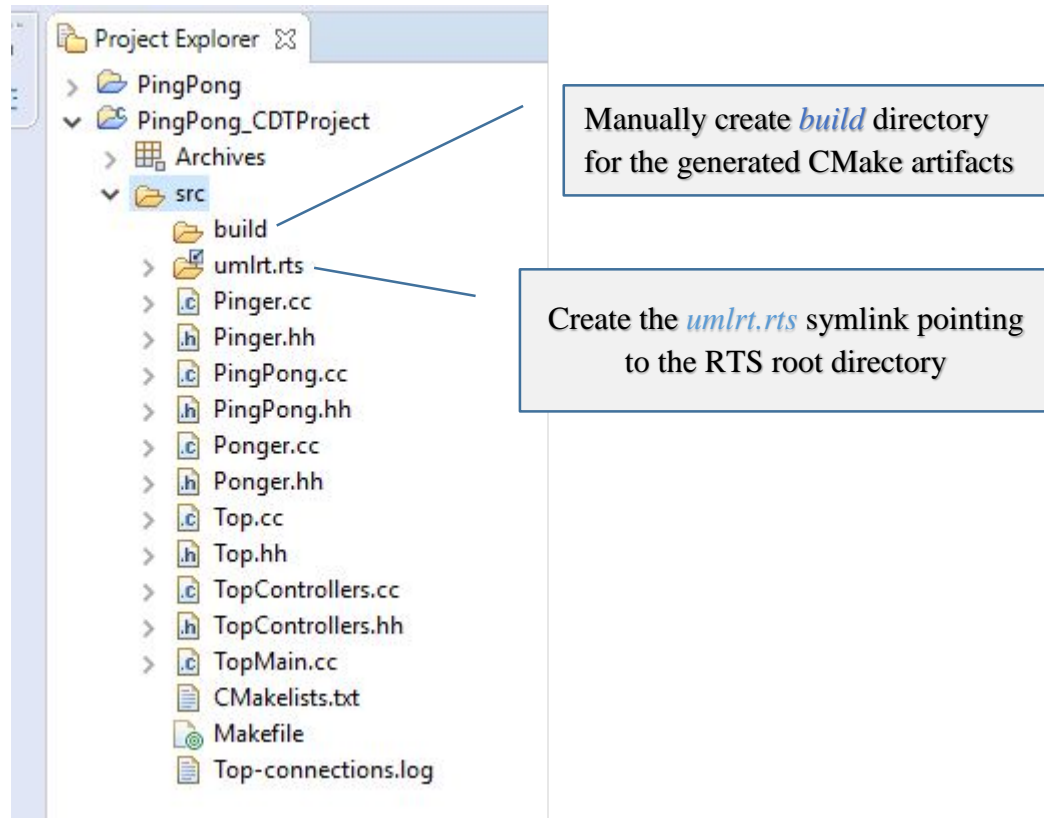 Project Explorer
PingPong
PingPong_CDTProject
Archives
src
build
umlrt.rts
Pinger.cc
Pinger.hh
PingPong.cc
PingPong.hh
Ponger.cc
Ponger.hh
Top.cc
Top.hh
TopControllers.cc
TopControllers.hh
TopMain.cc
CMakelists.txt
Makefile
Top-connections.log
Manually create build directory
for the generated CMake artifacts
Create the umlrt.rts symlink pointing
to the RTS root directory